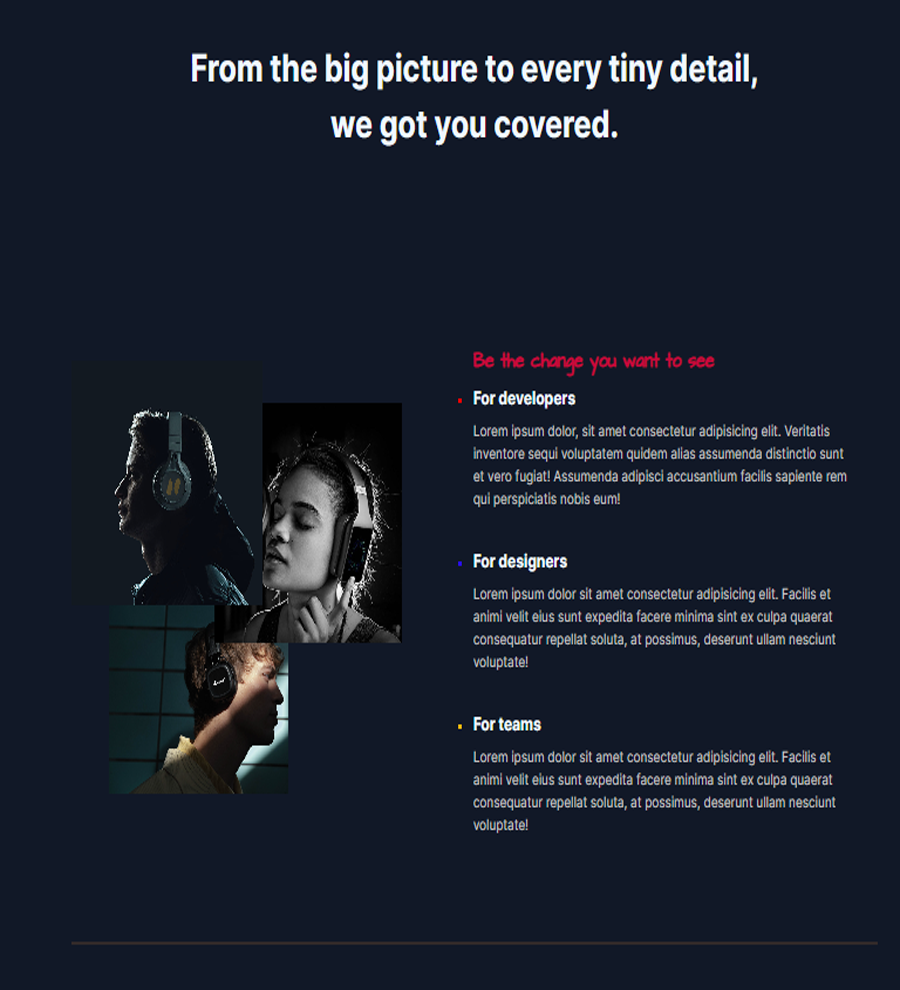 From the big picture to every tiny detail,
we got you covered.
Be the change you want to see
For developers
Lorem ipsum dolor, sit amet consectetur adipisicing elit. Veritatis
inventore sequi voluptatem quidem alias assumenda distinctio sunt
et vero fugiat! Assumenda adipisci accusantium facilis sapiente rem
qui perspiciatis nobis eum!
For designers
Lorem ipsum dolor sit amet consectetur adipisicing elit. Facilis et
animi velit eius sunt expedita facere minima sint ex culpa quaerat
consequatur repellat soluta, at possimus, deserunt ullam nesciunt
voluptate!
For teams
Lorem ipsum dolor sit amet consectetur adipisicing elit. Facilis et
animi velit eius sunt expedita facere minima sint ex culpa quaerat
consequatur repellat soluta, at possimus, deserunt ullam nesciunt
voluptate!